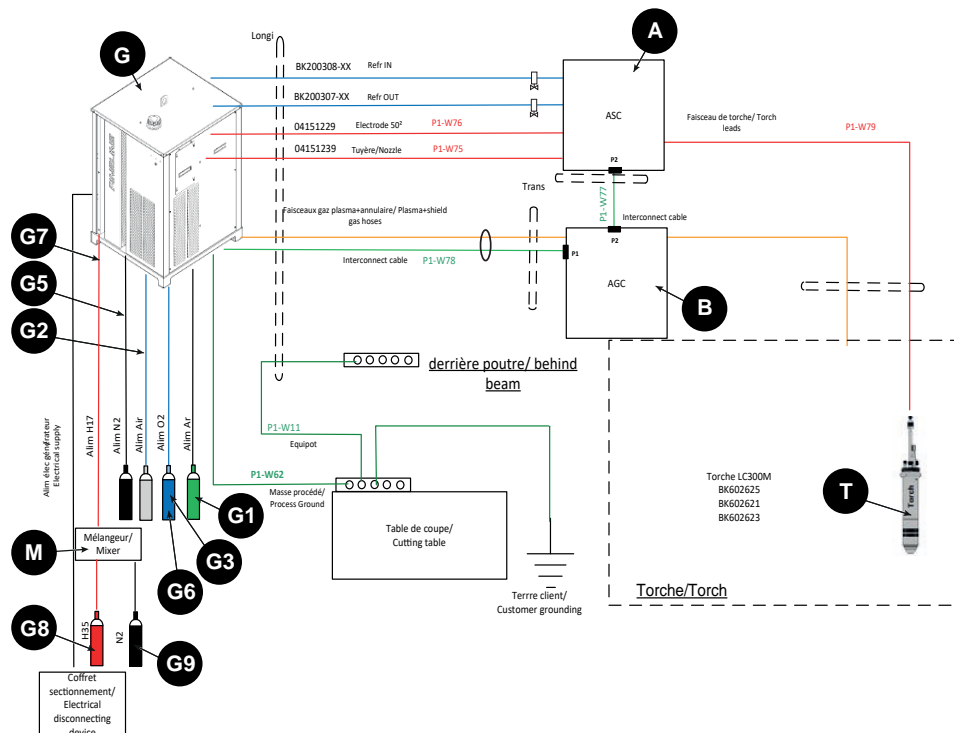 Longi
A
G
BK200308-XX Refr IN
BK200307-XX Refr OUT
ASC
04151229 Electrode 50² P1-W76
04151239 Tuyère/Nozzle P1-W75
Faisceau de torche/ Torch
leads
P1-W79
P2
Trans
P1-W77
Faisceaux gaz plasma+annulaire/ Plasma+shield
gas hoses
Interconnect cable
P2
P1
Interconnect cable P1-W78
AGC
B
G7
G5
G2
derrière poutre/ behind
beam
Alim élec générateur
Electrical supply
Alim H17
Alim N2
Alim Air
Alim O2
Alim Ar
P1-W11
Equipot
P1-W62
Masse procédé/
Process Ground
G1
G3
G6
Table de coupe/
Cutting table
Torche LC300M
BK602625
BK602621
BK602623
Torch
T
M
Mélangeur/
Mixer
Terrre client/
Customer grounding
Torche/Torch
G8
H35
N2
G9
Coffret
sectionnement/
Electrical
disconnecting
device